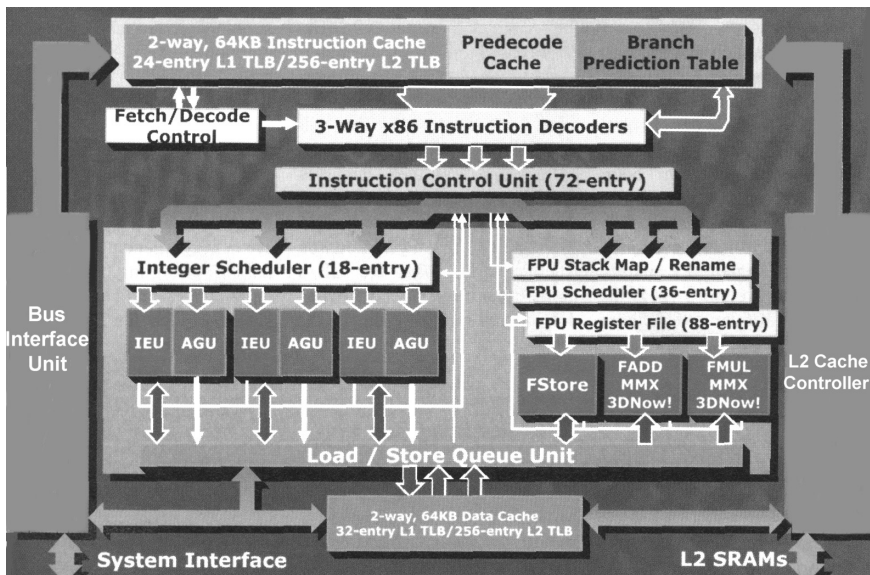 2-way, 64KB Instruction Cache
24-entry L1 TLB/256-entry L2 TLB
Predecode
Cache
Branch
Prediction Table
Fetch/Decode
Control
3-Way x86 Instruction Decoders
Instruction Control Unit (72-entry)
Integer Scheduler (18-entry)
FPU Stack Map / Rename
FPU Scheduler (36-entry)
FPU Register File (88-entry)
Bus
Interface
Unit
IEU
AGU
IEU
AGU
IEU
AGU
FStore
FADD
MMX
3DNow!
FMUL
MMX
3DNow!
L2 Cache
Controller
Load / Store Queue Unit
2-way, 64KB Data Cache
32-entry L1 TLB/256-entry L2 TLB
System Interface
L2 SRAMs